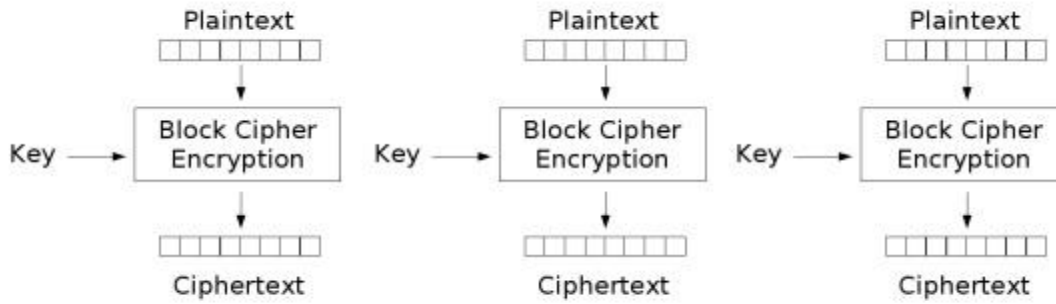 Plaintext Plaintext Plaintext
Block Cipher Block Cipher Block Cipher
Key Encryption Key Encryption Key Encryption
Ciphertext Ciphertext Ciphertext